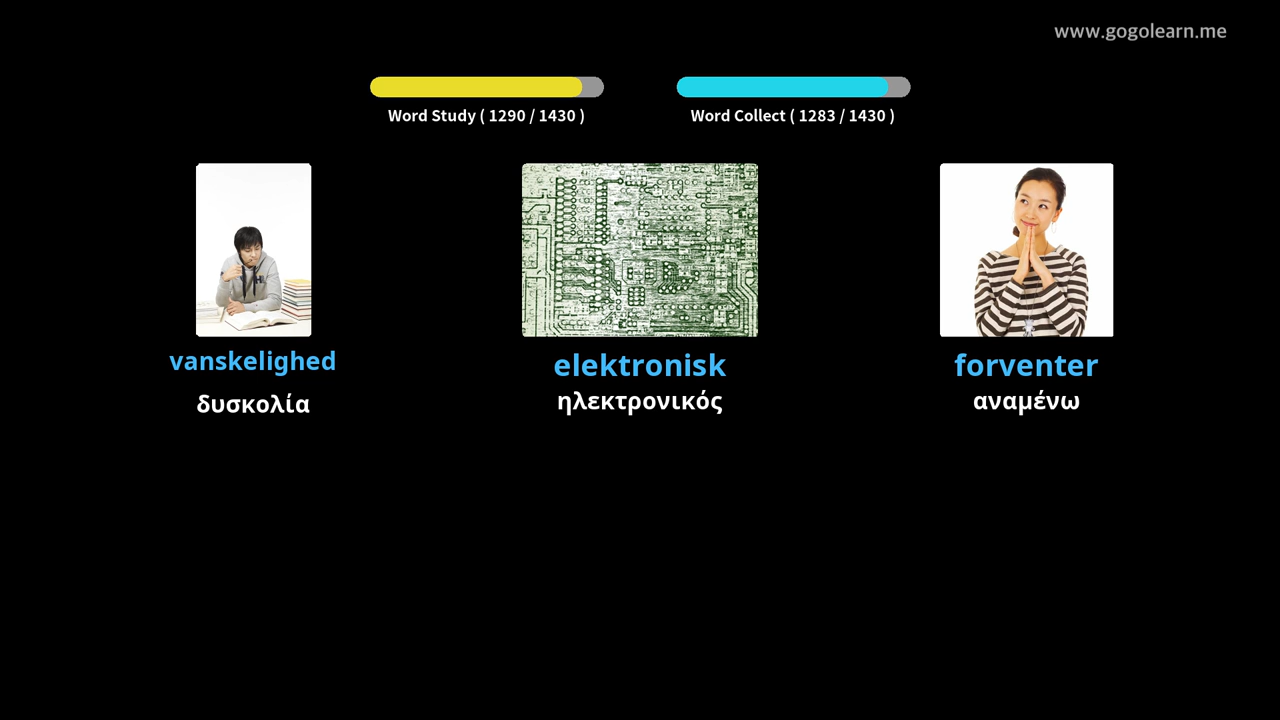 www.gogolearn.me
Word Study ( 1290 / 1430 )
Word Collect ( 1283 / 1430 )
vanskelighed
δυσκολία
elektronisk
ηλεκτρονικός
forventer
αναμένω